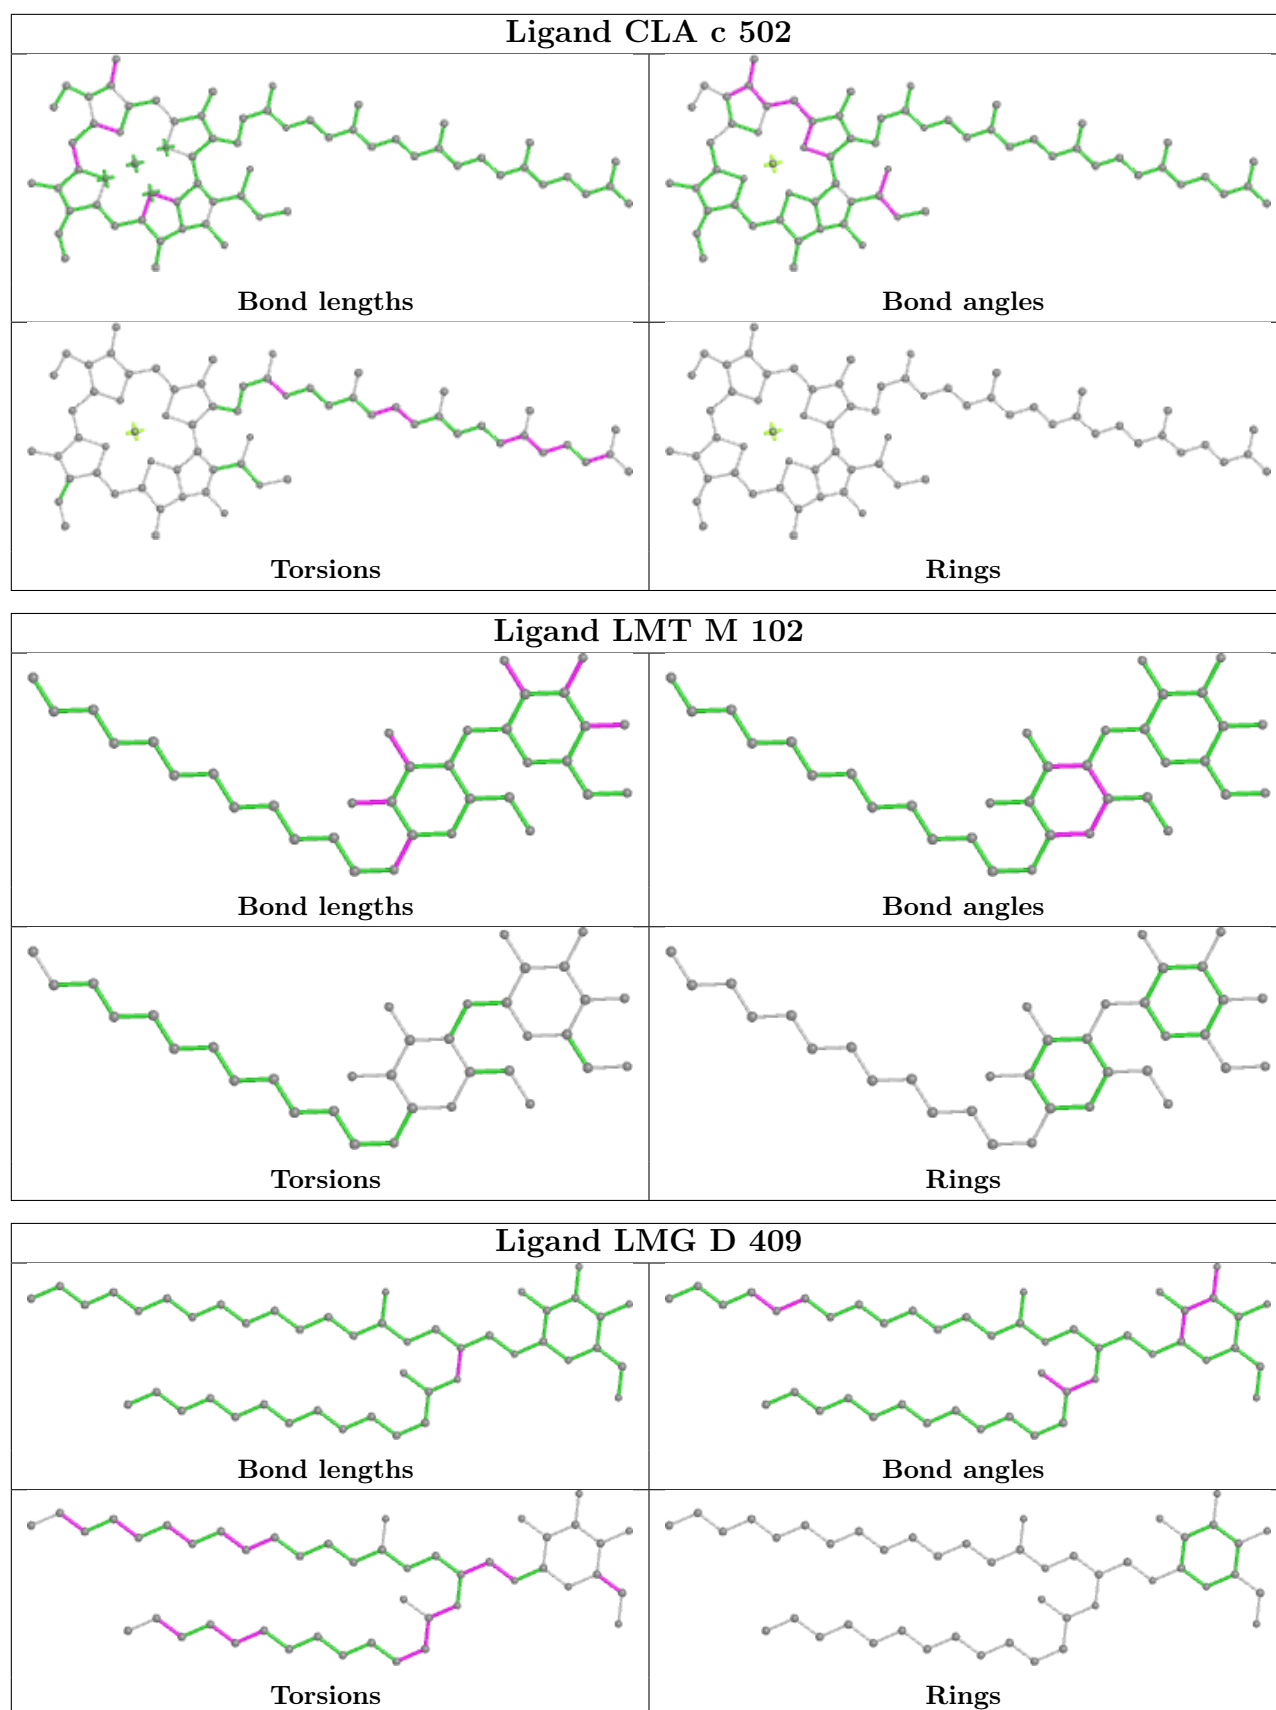 Ligand CLA c 502
Bond lengths
Bond angles
Torsions
Rings
Ligand LMT M 102
Bond lengths
Bond angles
Torsions
Rings
Ligand LMG D 409
Bond lengths
Bond angles
Torsions
Rings